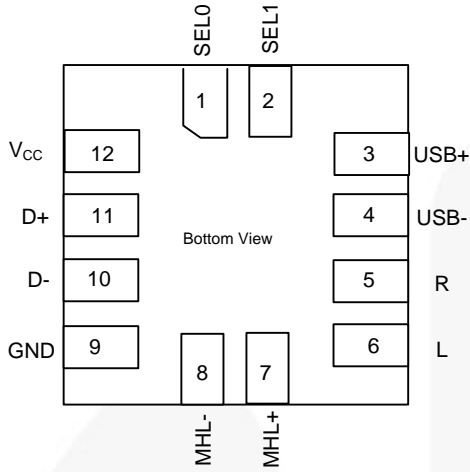 SEL0
SEL1
1
2
V_CC
12
3
USB+
D+
11
4
USB-
Bottom View
D-
10
5
R
GND
9
6
L
8
7
MHL-
MHL+